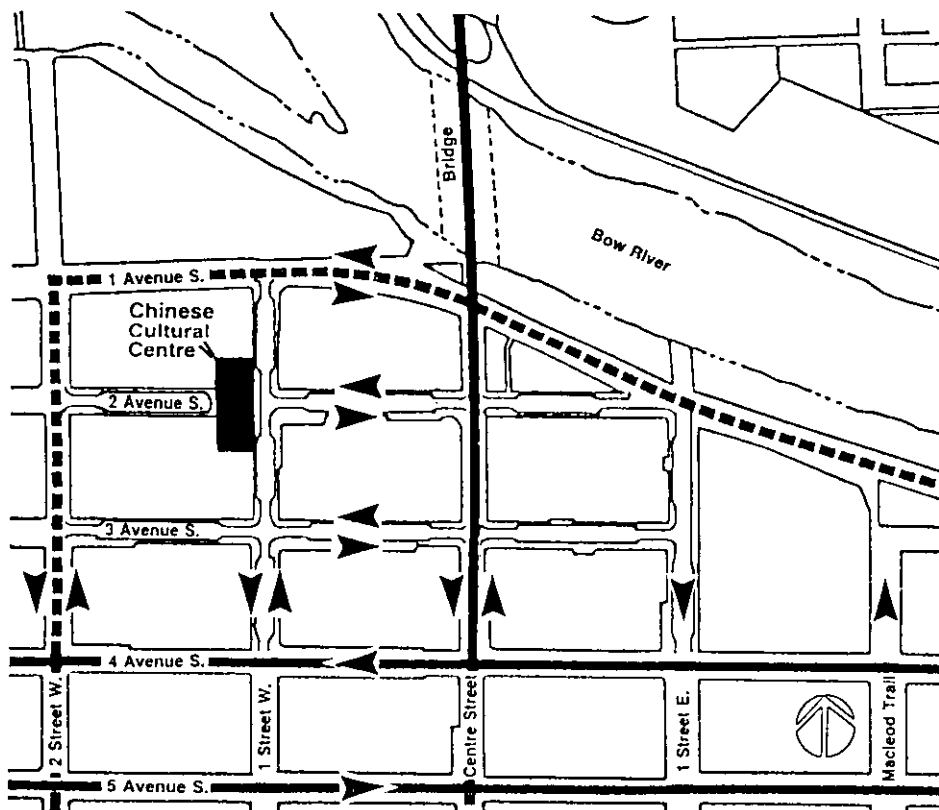 Bridge
Bow River
1 Avenue S.
Chinese
Cultural
Centre
2 Avenue S.
3 Avenue S.
4 Avenue S.
2 Street W.
1 Street W.
Centre Street
1 Street E.
Macleod Trail
5 Avenue S.